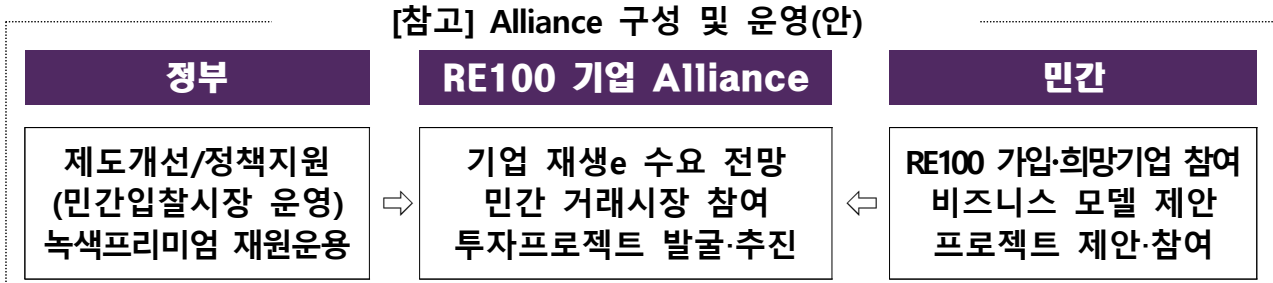 [참고] Alliance 구성 및 운영(안)
정부
RE100 기업 Alliance
민간
제도개선/정책지원
(민간입찰시장 운영)
녹색프리미엄 재원운용
⇨
기업 재생e 수요 전망
민간 거래시장 참여
투자프로젝트 발굴·추진
⇦
RE100 가입·희망기업 참여
비즈니스 모델 제안
프로젝트 제안·참여